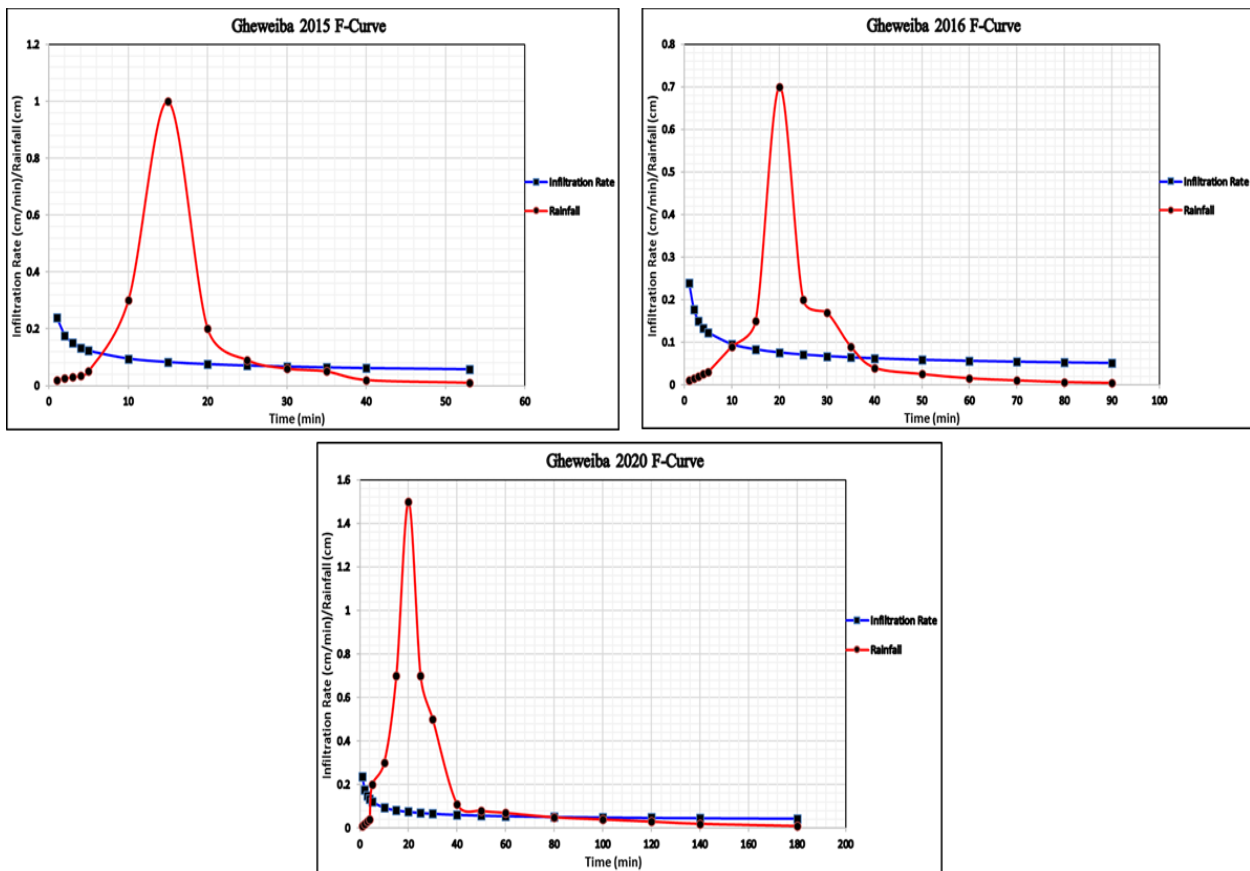 Gheweiba 2015 F-Curve
Infiltration Rate (cm/min)/Rainfall (cm)
1.2
1
0.8
0.6
0.4
0.2
0
0 10 20 30 40 50 60
Time (min)
Infiltration Rate
Rainfall
Gheweiba 2016 F-Curve
Infiltration Rate (cm/min)/Rainfall (cm)
0.8
0.7
0.6
0.5
0.4
0.3
0.2
0.1
0
0 10 20 30 40 50 60 70 80 90 100
Time (min)
Infiltration Rate
Rainfall
Gheweiba 2020 F-Curve
Infiltration Rate (cm/min)/Rainfall (cm)
1.6
1.4
1.2
1
0.8
0.6
0.4
0.2
0
0 20 40 60 80 100 120 140 160 180 200
Time (min)
Infiltration Rate
Rainfall